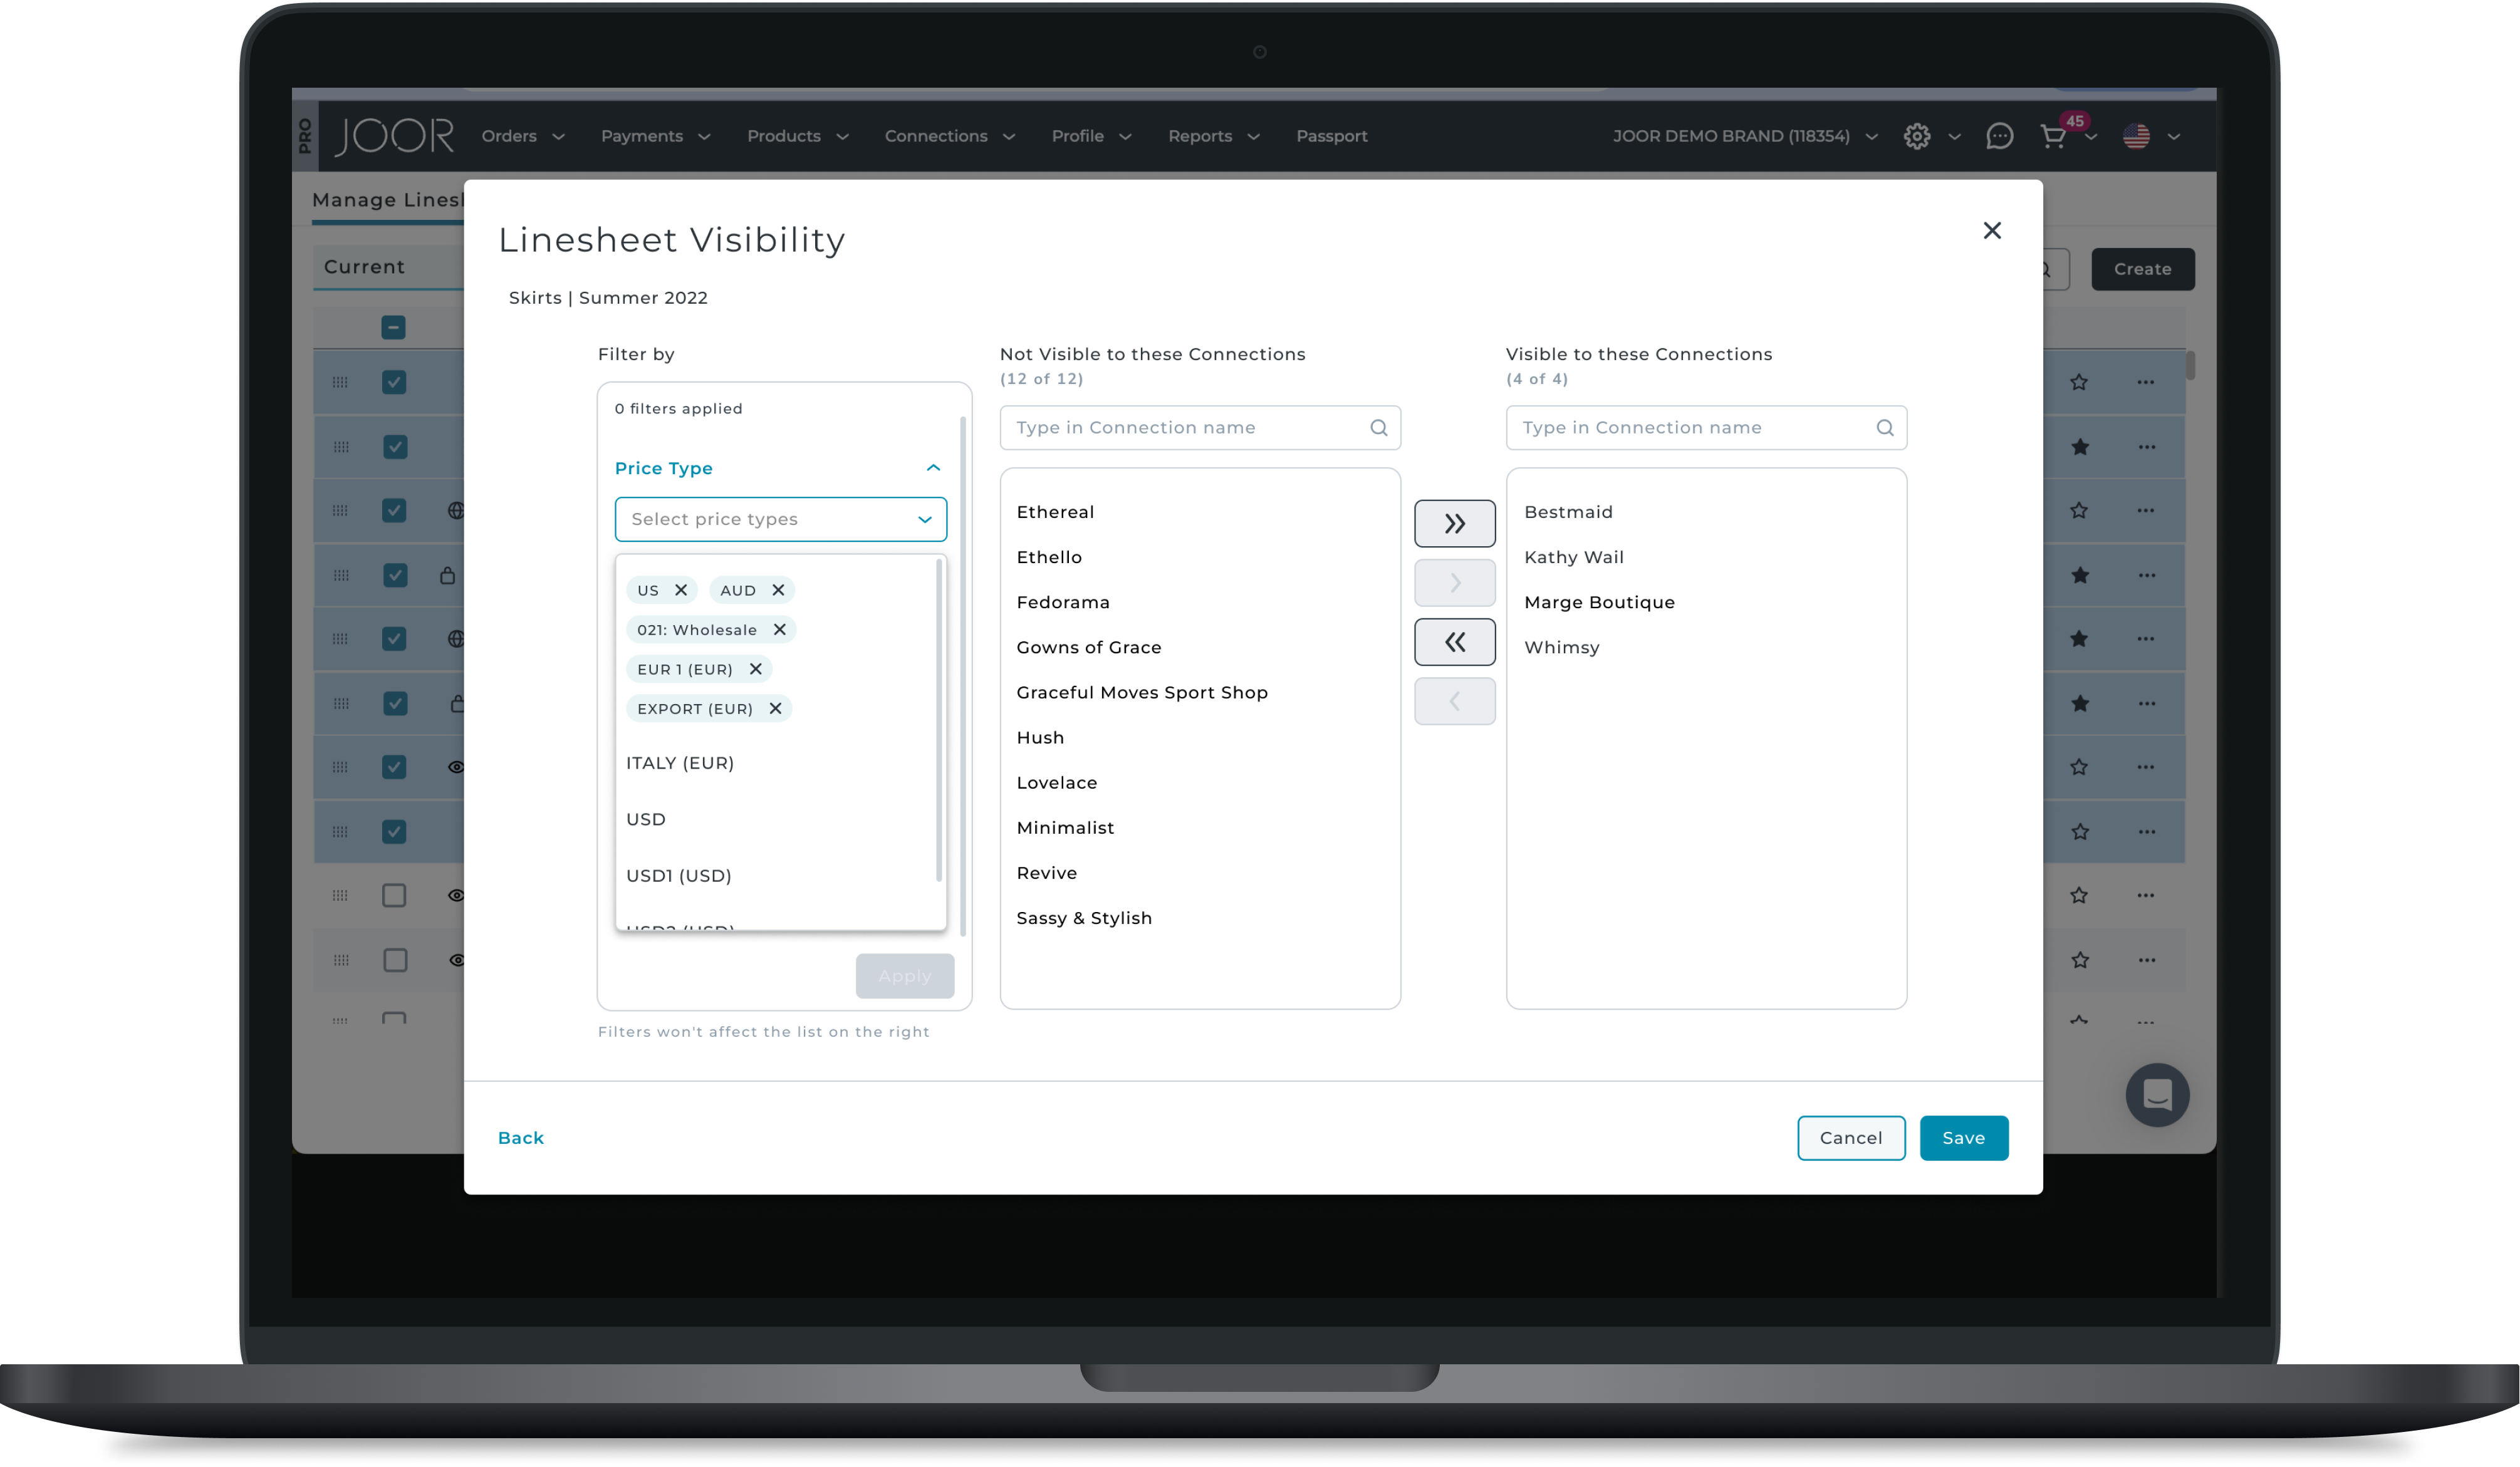 PRO
JOOR
Orders
Payments
Products
Connections
Profile
Reports
Passport
JOOR DEMO BRAND (118354)
45
Manage
Current
Create
Linesheet Visibility
Skirts | Summer 2022
Filter by
0 filters applied
Price Type
Select price types
US
AUD
021: Wholesale
EUR 1 (EUR)
EXPORT (EUR)
ITALY (EUR)
USD
USD1 (USD)
Apply
Filters won't affect the list on the right
Not Visible to these Connections
(12 of 12)
Type in Connection name
Ethereal
Ethello
Fedorama
Gowns of Grace
Graceful Moves Sport Shop
Hush
Lovelace
Minimalist
Revive
Sassy & Stylish
Visible to these Connections
(4 of 4)
Type in Connection name
Bestmaid
Kathy Wail
Marge Boutique
Whimsy
Back
Cancel
Save